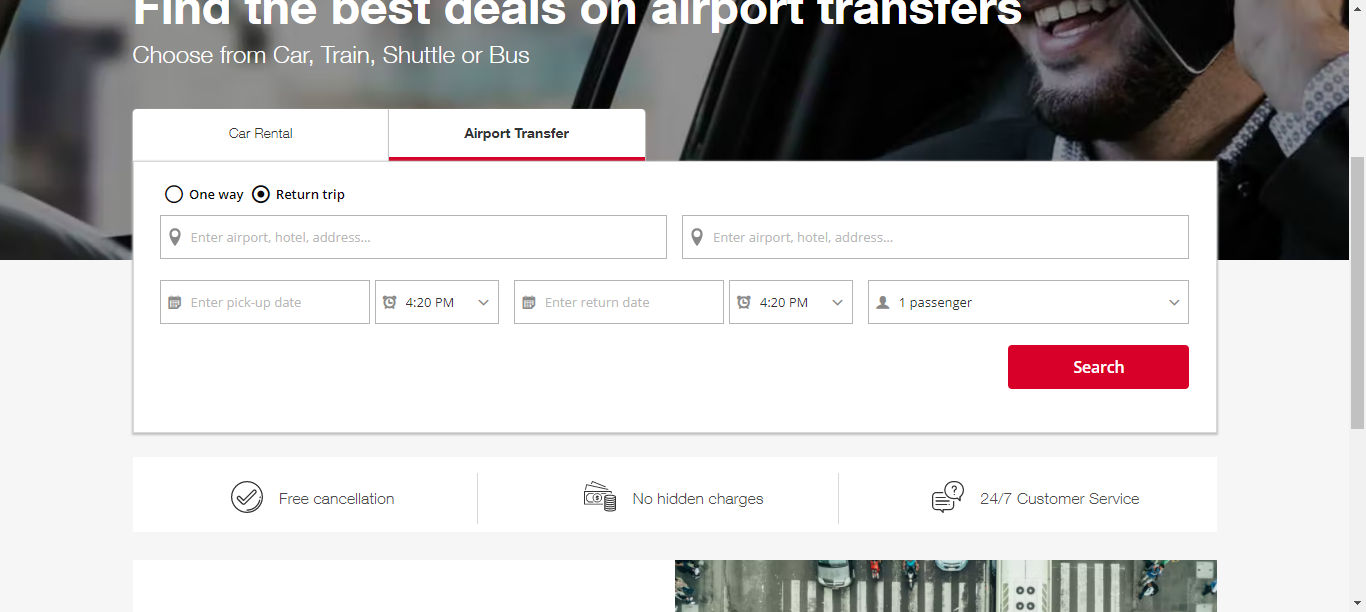 Find the best deals on airport transfers
Choose from Car, Train, Shuttle or Bus
Car Rental
Airport Transfer
One way
Return trip
Enter airport, hotel, address...
Enter airport, hotel, address...
Enter pick-up date
4:20 PM
Enter return date
4:20 PM
1 passenger
Search
Free cancellation
No hidden charges
24/7 Customer Service